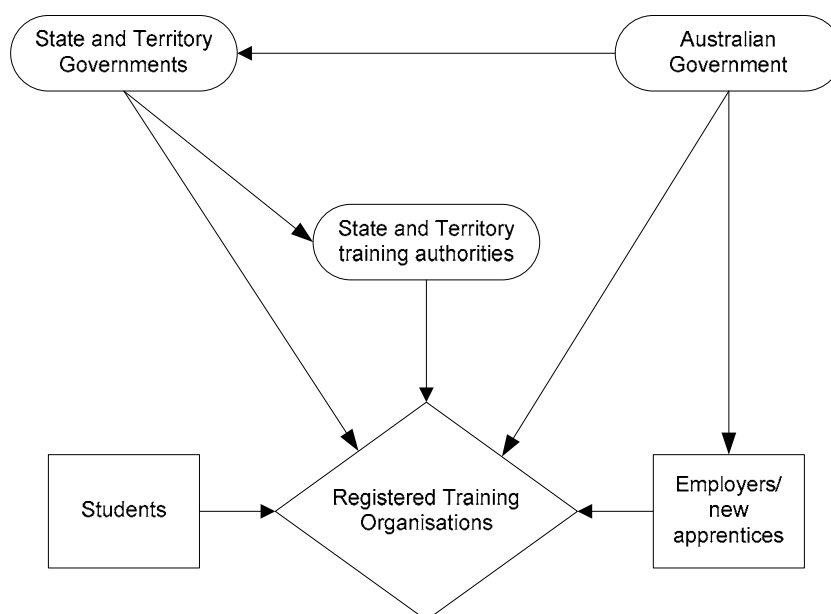 State and Territory
Governments
Australian
Government
State and Territory
training authorities
Students
Registered Training
Organisations
Employers/
new
apprentices